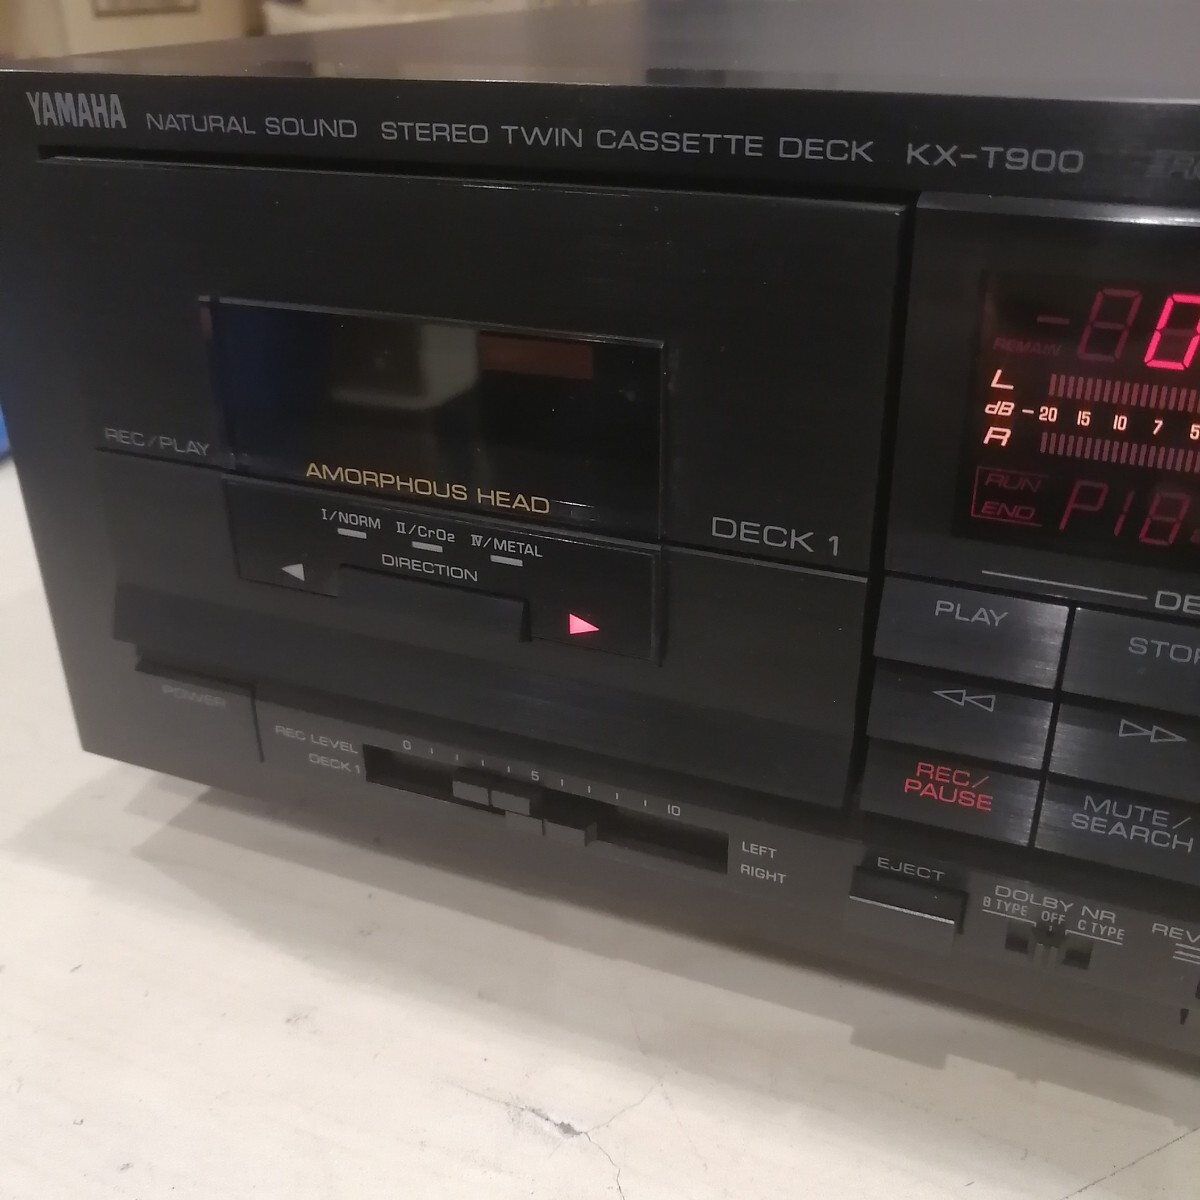 YAMAHA NATURAL SOUND STEREO TWIN CASSETTE DECK KX-T900
REC/PLAY
AMORPHOUS HEAD
I/NORM II/CrO2 IV/METAL
DIRECTION
DECK 1
REMAIN
L
dB -20 15 10 7 5
R
RUN
END
PLAY
REC/
PAUSE
MUTE/
SEARCH
POWER
REC LEVEL
DECK 1
0 5 10
LEFT
RIGHT
EJECT
DOLBY NR
B TYPE OFF C TYPE